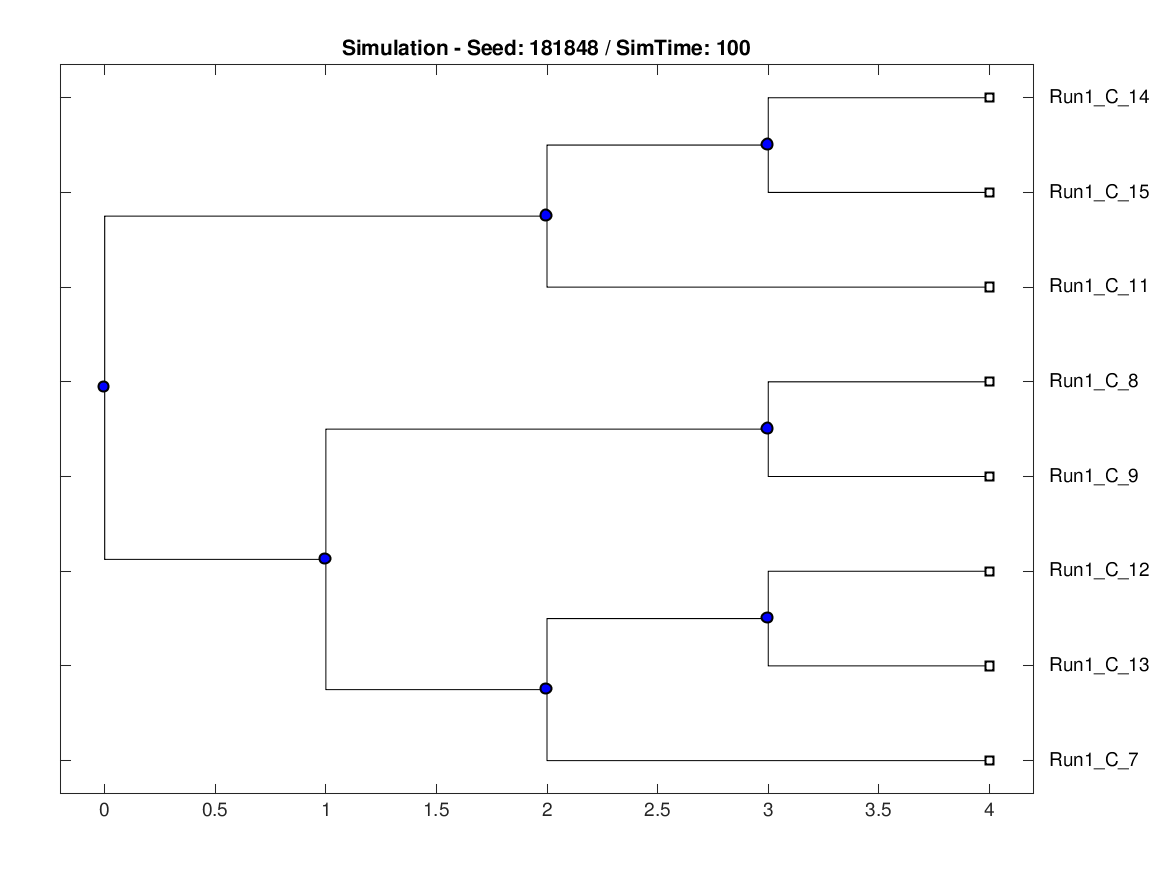 Simulation - Seed: 181848 / SimTime: 100
Run1_C_14
Run1_C_15
Run1_C_11
Run1_C_8
Run1_C_9
Run1_C_12
Run1_C_13
Run1_C_7
0 0.5 1 1.5 2 2.5 3 3.5 4